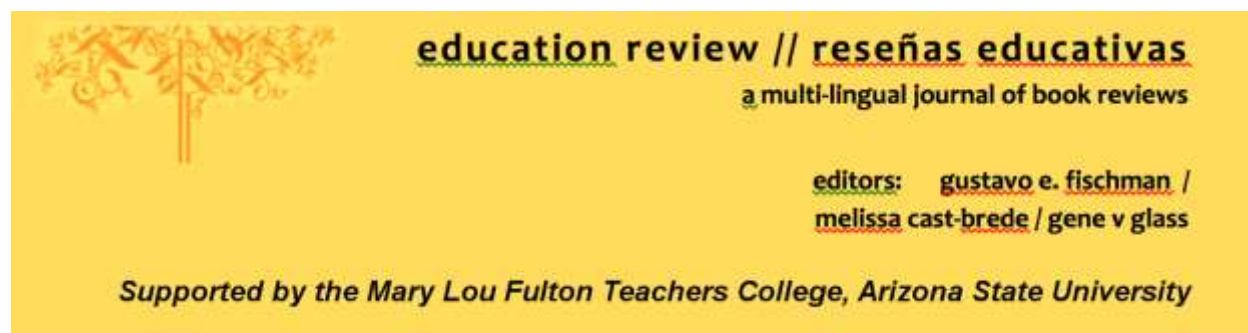 education review // reseñas educativas
a multi-lingual journal of book reviews
editors: gustavo e. fischman /
melissa cast-brede / gene v glass
Supported by the Mary Lou Fulton Teachers College, Arizona State University